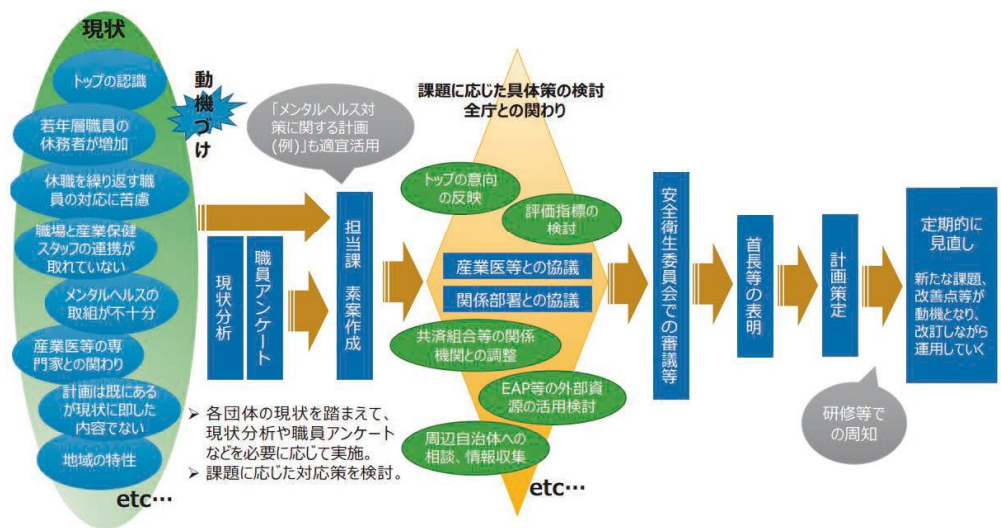 現状
トップの認識
若年層職員の
休務者が増加
休職を繰り返す職
員の対応に苦慮
職場と産業保健
スタッフの連携が
取れていない
メンタルヘルスの
取組が不十分
産業医等の専
門家との関わり
計画は既にある
が現状に即した
内容でない
地域の特性
etc…
動機づけ
「メンタルヘルス対
策に関する計画
(例)」も適宜活用
現状分析
職員アンケート
担当課 素案作成
➢ 各団体の現状を踏まえて、
現状分析や職員アンケート
などを必要に応じて実施。
➢ 課題に応じた対応策を検討。
課題に応じた具体策の検討
全庁との関わり
トップの意向
の反映
評価指標の
検討
産業医等との協議
関係部署との協議
共済組合等の関係
機関との調整
EAP等の外部資
源の活用検討
周辺自治体への
相談、情報収集
etc…
安全衛生委員会での審議等
首長等の表明
計画策定
研修等で
の周知
定期的に
見直し
新たな課題、
改善点等が
動機となり、
改訂しながら
運用していく